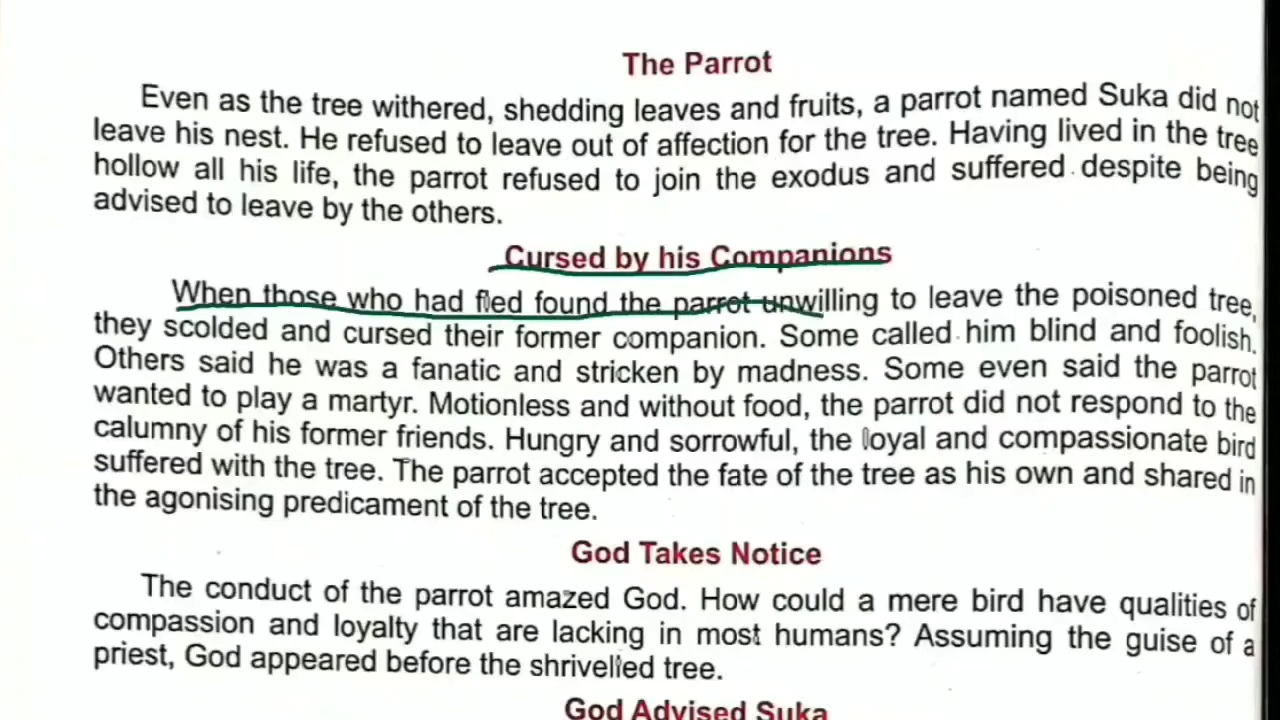 The Parrot
Even as the tree withered, shedding leaves and fruits, a parrot named Suka did not
leave his nest. He refused to leave out of affection for the tree. Having lived in the tree
hollow all his life, the parrot refused to join the exodus and suffered despite being
advised to leave by the others.
Cursed by his Companions
When those who had fled found the parrot unwilling to leave the poisoned tree,
they scolded and cursed their former companion. Some called him blind and foolish.
Others said he was a fanatic and stricken by madness. Some even said the parrot
wanted to play a martyr. Motionless and without food, the parrot did not respond to the
calumny of his former friends. Hungry and sorrowful, the loyal and compassionate bird
suffered with the tree. The parrot accepted the fate of the tree as his own and shared in
the agonising predicament of the tree.
God Takes Notice
The conduct of the parrot amazed God. How could a mere bird have qualities of
compassion and loyalty that are lacking in most humans? Assuming the guise of a
priest, God appeared before the shrivelled tree.
God Advised Suka